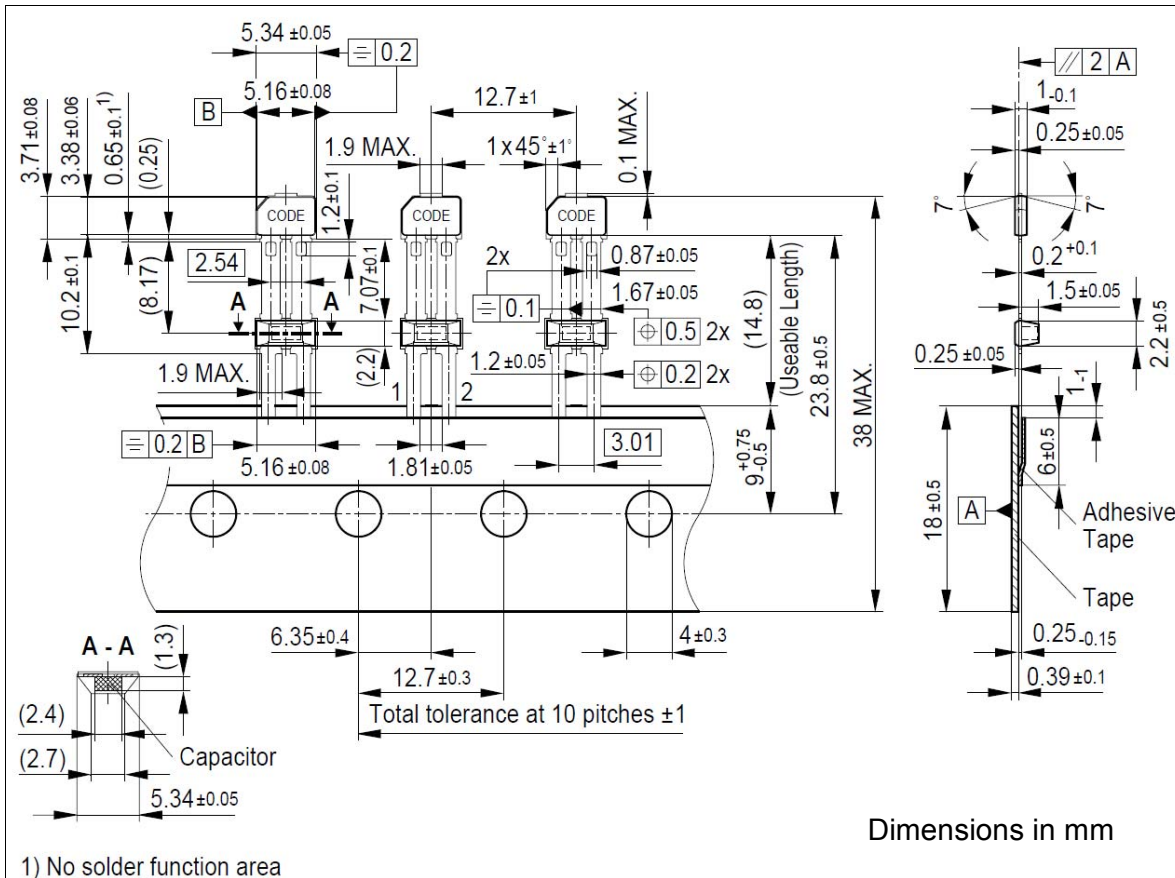 5.34 ±0.05
⌯ 0.2
// 2 A
B
5.16±0.08
12.7±1
1-0.1
3.71±0.08
3.38±0.06
0.65±0.1¹⁾
(0.25)
1.9 MAX.
1x45°±1°
0.1 MAX.
0.25±0.05
1.2±0.1
CODE
CODE
CODE
7°
7°
2x
0.87±0.05
0.2+0.1
2.54
10.2±0.1
(8.17)
7.07±0.1
⌯ 0.1
1.67±0.05
1.5±0.05
A
A
⌖ 0.5 2x
(14.8)
(Useable Length)
23.8±0.5
38 MAX.
2.2±0.5
(2.2)
1.2±0.05
0.25±0.05
1.9 MAX.
1
2
⌖ 0.2 2x
1-1
⌯ 0.2 B
3.01
9+0.75 -0.5
6±0.5
5.16±0.08
1.81±0.05
18±0.5
A
Adhesive
Tape
Tape
6.35±0.4
4±0.3
A - A
(1.3)
0.25-0.15
12.7±0.3
0.39±0.1
Total tolerance at 10 pitches ±1
(2.4)
Capacitor
(2.7)
5.34±0.05
Dimensions in mm
1) No solder function area